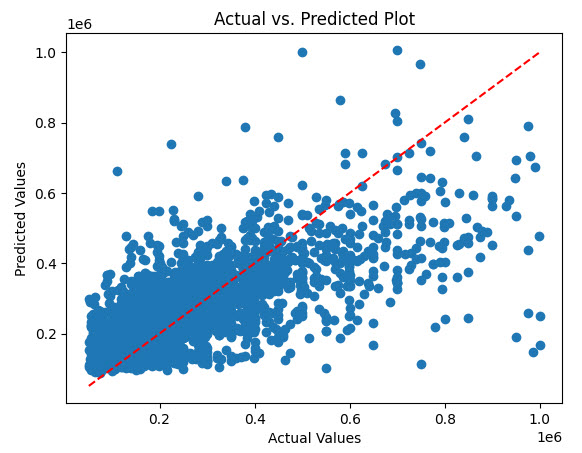 Actual vs. Predicted Plot
1e6
1.0
0.8
0.6
0.4
0.2
Predicted Values
0.2 0.4 0.6 0.8 1.0
1e6
Actual Values